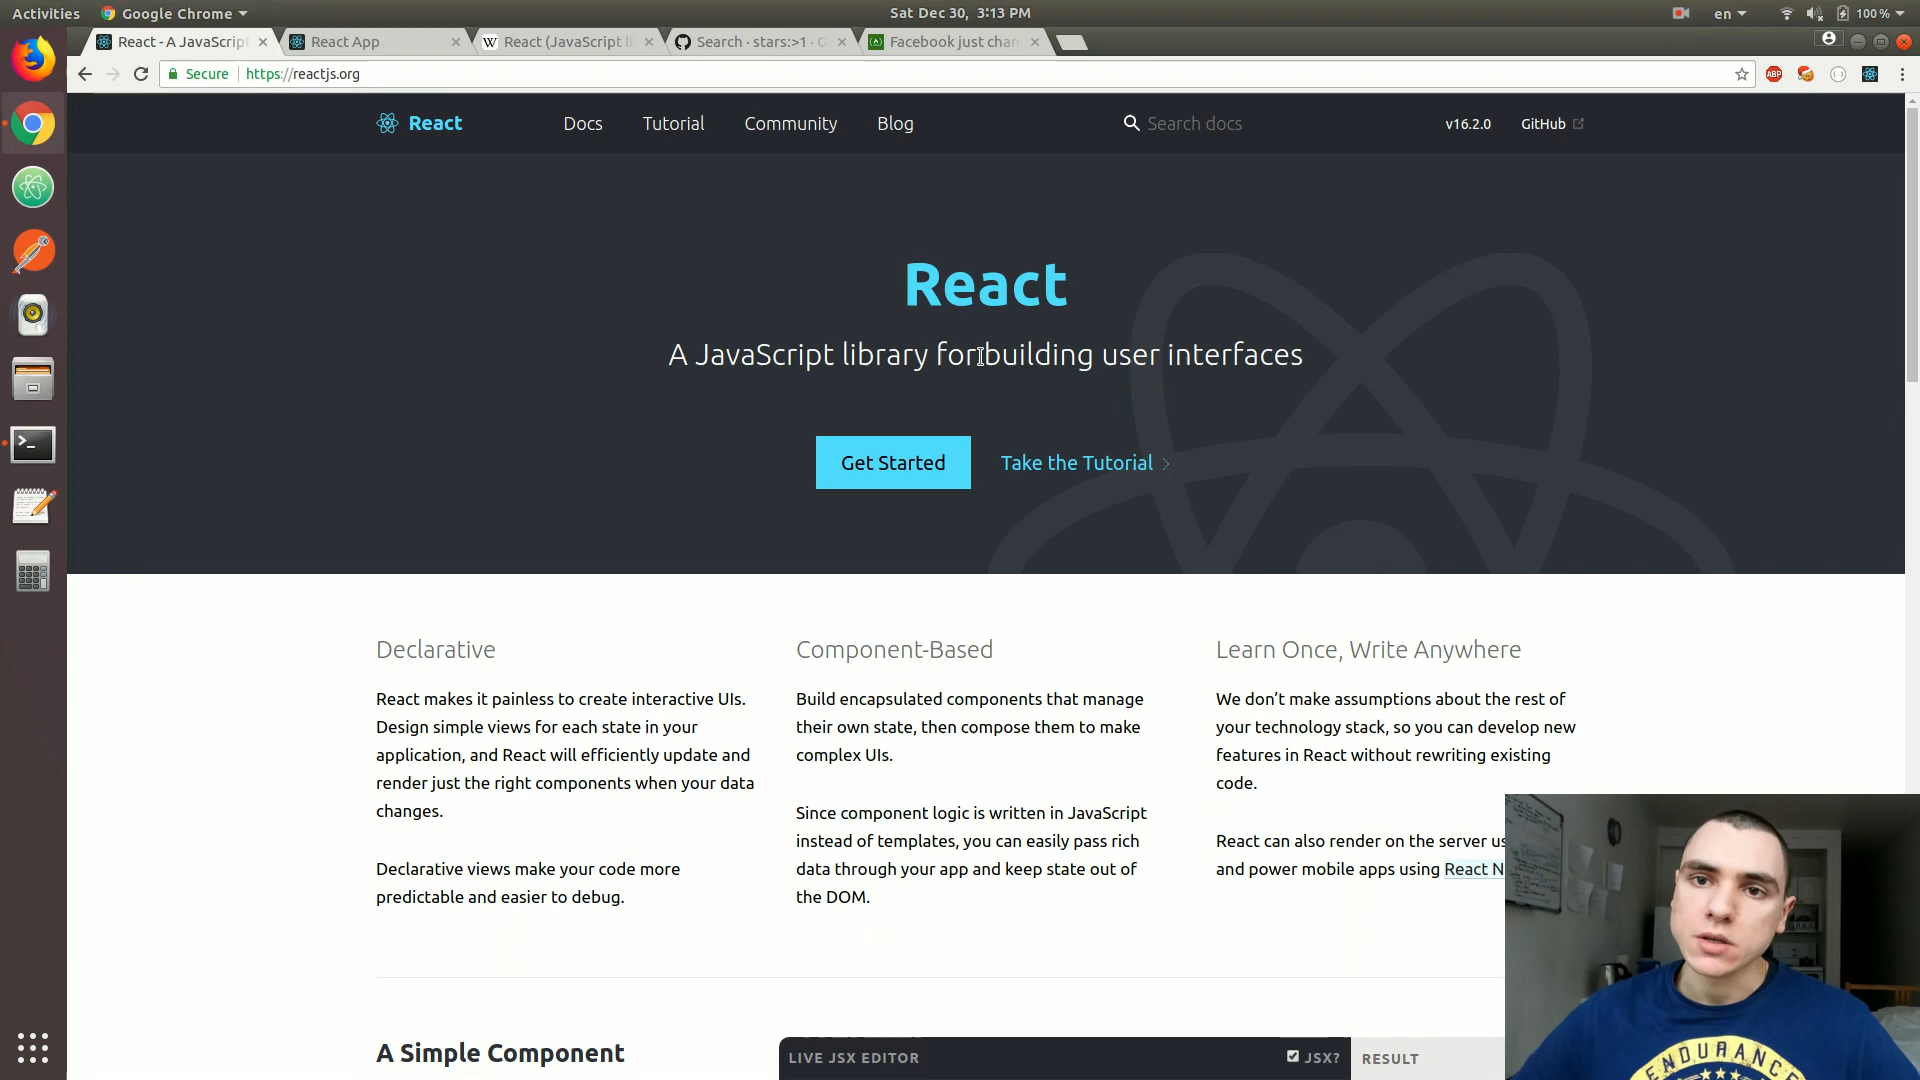 Activities
Google Chrome
Sat Dec 30, 3:13 PM
en
100 %
React - A JavaScript
React App
React (JavaScript li
Search · stars:>1 · C
Facebook just chan
Secure
https://reactjs.org
ABP
React
Docs
Tutorial
Community
Blog
Search docs
v16.2.0
GitHub
React
A JavaScript library for building user interfaces
Get Started
Take the Tutorial
Declarative
React makes it painless to create interactive UIs.
Design simple views for each state in your
application, and React will efficiently update and
render just the right components when your data
changes.
Declarative views make your code more
predictable and easier to debug.
Component-Based
Build encapsulated components that manage
their own state, then compose them to make
complex UIs.
Since component logic is written in JavaScript
instead of templates, you can easily pass rich
data through your app and keep state out of
the DOM.
Learn Once, Write Anywhere
We don’t make assumptions about the rest of
your technology stack, so you can develop new
features in React without rewriting existing
code.
React can also render on the server us
and power mobile apps using React N
A Simple Component
LIVE JSX EDITOR
JSX?
RESULT
ENDURANCE